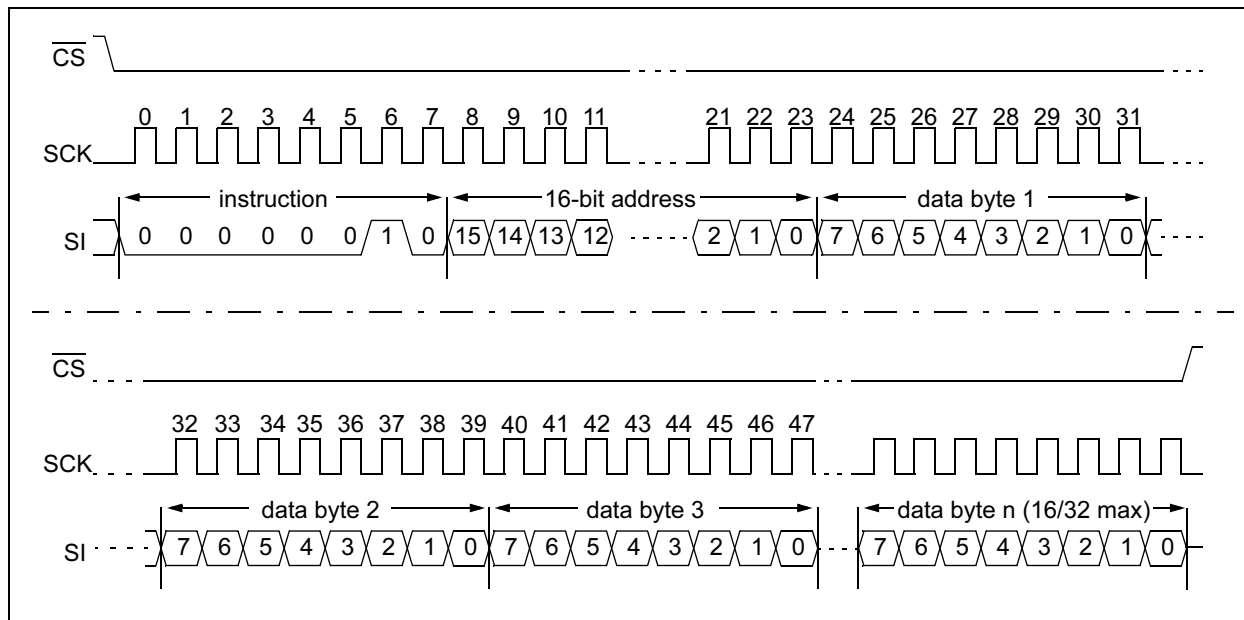 CS
0 1 2 3 4 5 6 7 8 9 10 11 21 22 23 24 25 26 27 28 29 30 31
SCK
instruction 16-bit address data byte 1
SI 0 0 0 0 0 0 1 0 15 14 13 12 2 1 0 7 6 5 4 3 2 1 0
CS
32 33 34 35 36 37 38 39 40 41 42 43 44 45 46 47
SCK
data byte 2 data byte 3 data byte n (16/32 max)
SI 7 6 5 4 3 2 1 0 7 6 5 4 3 2 1 0 7 6 5 4 3 2 1 0